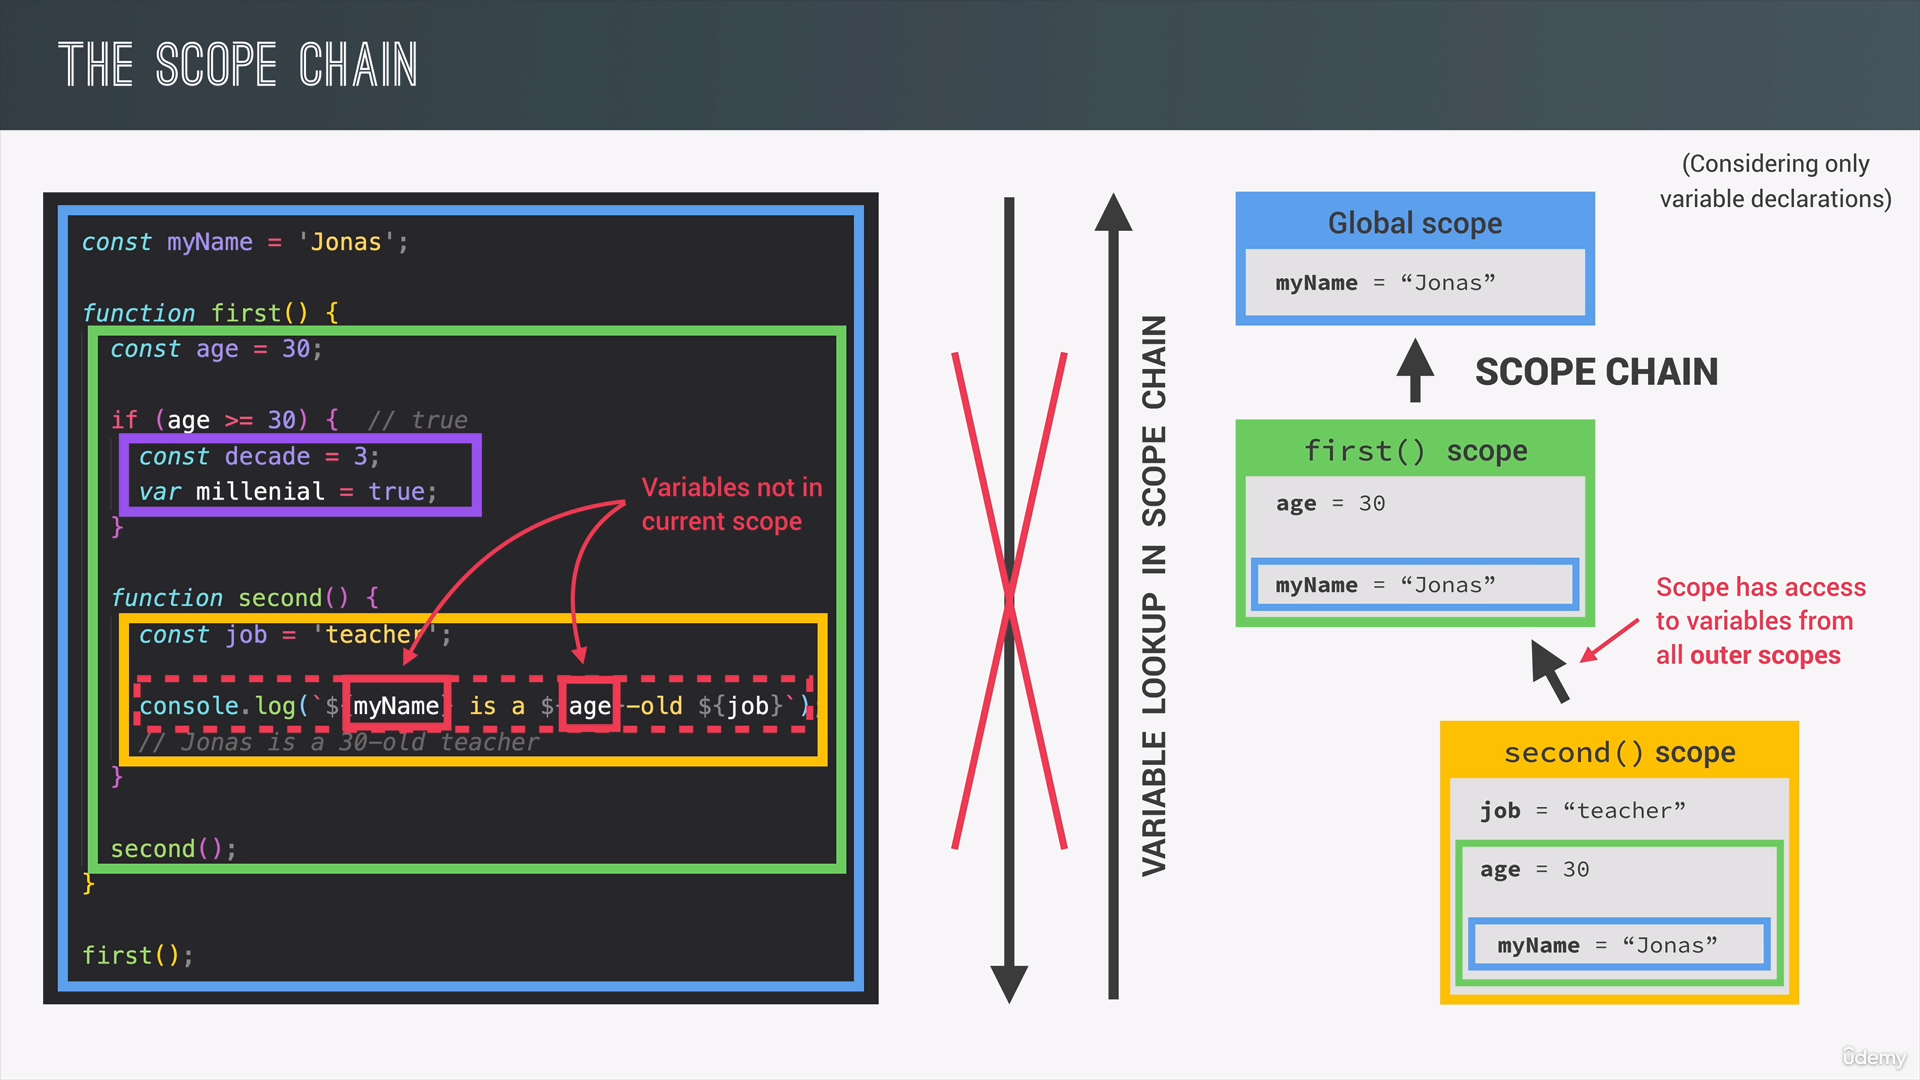 THE SCOPE CHAIN
(Considering only
variable declarations)
const myName = 'Jonas';
function first() {
const age = 30;
if (age >= 30) { // true
const decade = 3;
var millenial = true;
}
function second() {
const job = 'teacher';
console.log(`${myName} is a ${age}-old ${job}`);
// Jonas is a 30-old teacher
}
second();
}
first();
Variables not in
current scope
VARIABLE LOOKUP IN SCOPE CHAIN
Global scope
myName = “Jonas”
SCOPE CHAIN
first() scope
age = 30
myName = “Jonas”
Scope has access
to variables from
all outer scopes
second() scope
job = “teacher”
age = 30
myName = “Jonas”
ûdemy